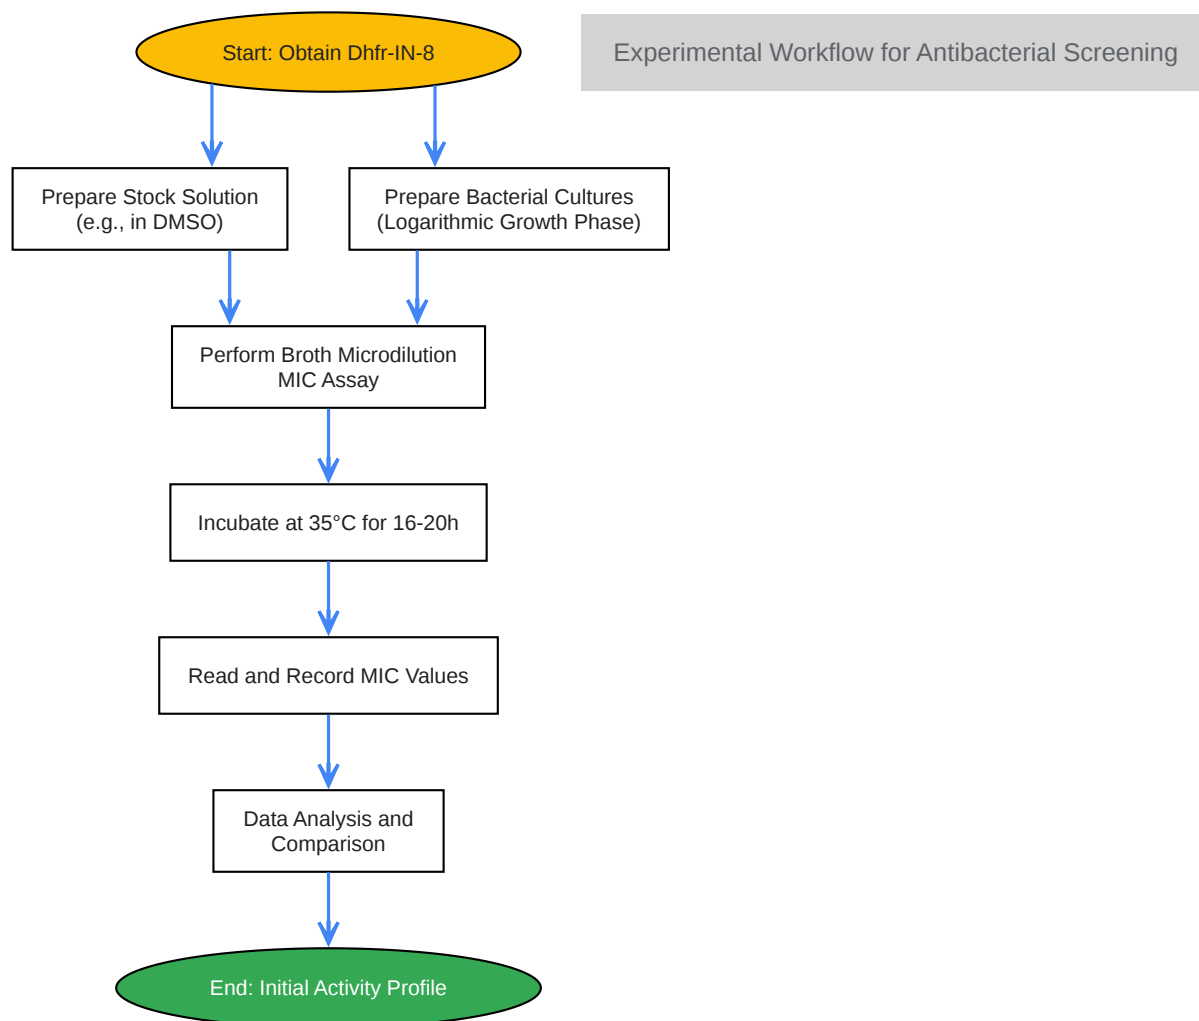 Start: Obtain Dhfr-IN-8
Experimental Workflow for Antibacterial Screening
Prepare Stock Solution
(e.g., in DMSO)
Prepare Bacterial Cultures
(Logarithmic Growth Phase)
Perform Broth Microdilution
MIC Assay
Incubate at 35°C for 16-20h
Read and Record MIC Values
Data Analysis and
Comparison
End: Initial Activity Profile